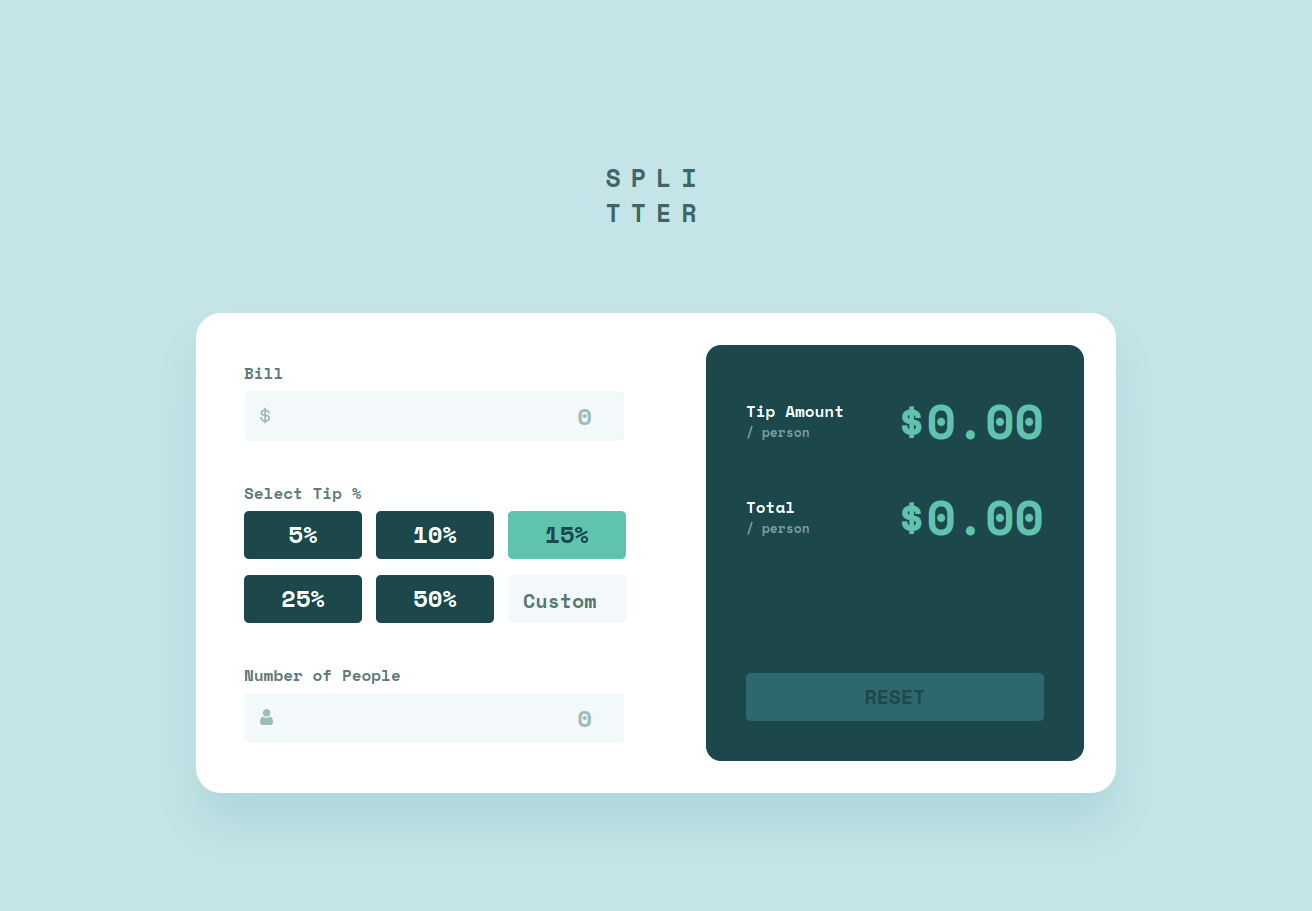 SPLI
TTER
Bill
$ 0
Select Tip %
5% 10% 15%
25% 50% Custom
Number of People
0
Tip Amount
/ person
$0.00
Total
/ person
$0.00
RESET